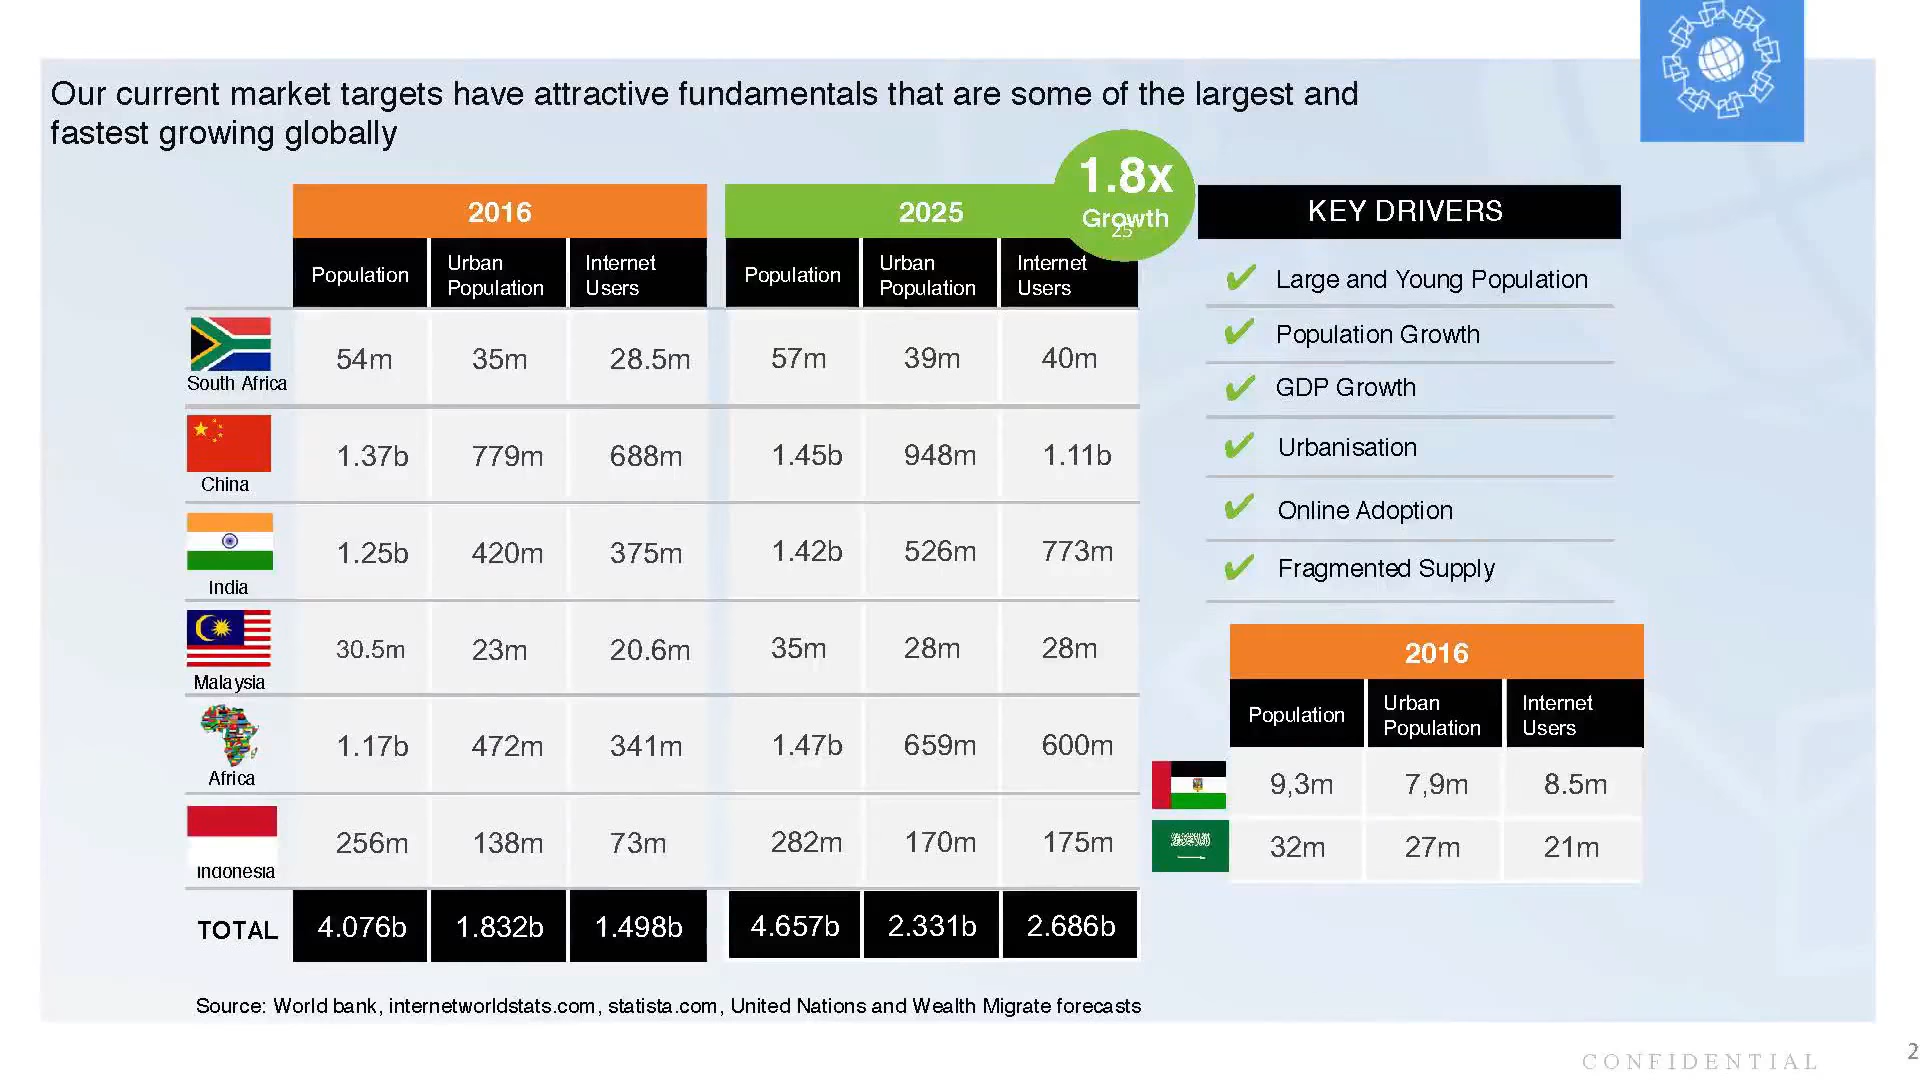 Our current market targets have attractive fundamentals that are some of the largest and
fastest growing globally
2016
2025
1.8x
Growth
25
KEY DRIVERS
Population
Urban
Population
Internet
Users
Population
Urban
Population
Internet
Users
South Africa
54m 35m 28.5m 57m 39m 40m
China
1.37b 779m 688m 1.45b 948m 1.11b
India
1.25b 420m 375m 1.42b 526m 773m
Malaysia
30.5m 23m 20.6m 35m 28m 28m
Africa
1.17b 472m 341m 1.47b 659m 600m
Indonesia
256m 138m 73m 282m 170m 175m
TOTAL 4.076b 1.832b 1.498b 4.657b 2.331b 2.686b
Large and Young Population
Population Growth
GDP Growth
Urbanisation
Online Adoption
Fragmented Supply
2016
Population
Urban
Population
Internet
Users
9,3m 7,9m 8.5m
32m 27m 21m
Source: World bank, internetworldstats.com, statista.com, United Nations and Wealth Migrate forecasts
CONFIDENTIAL
2